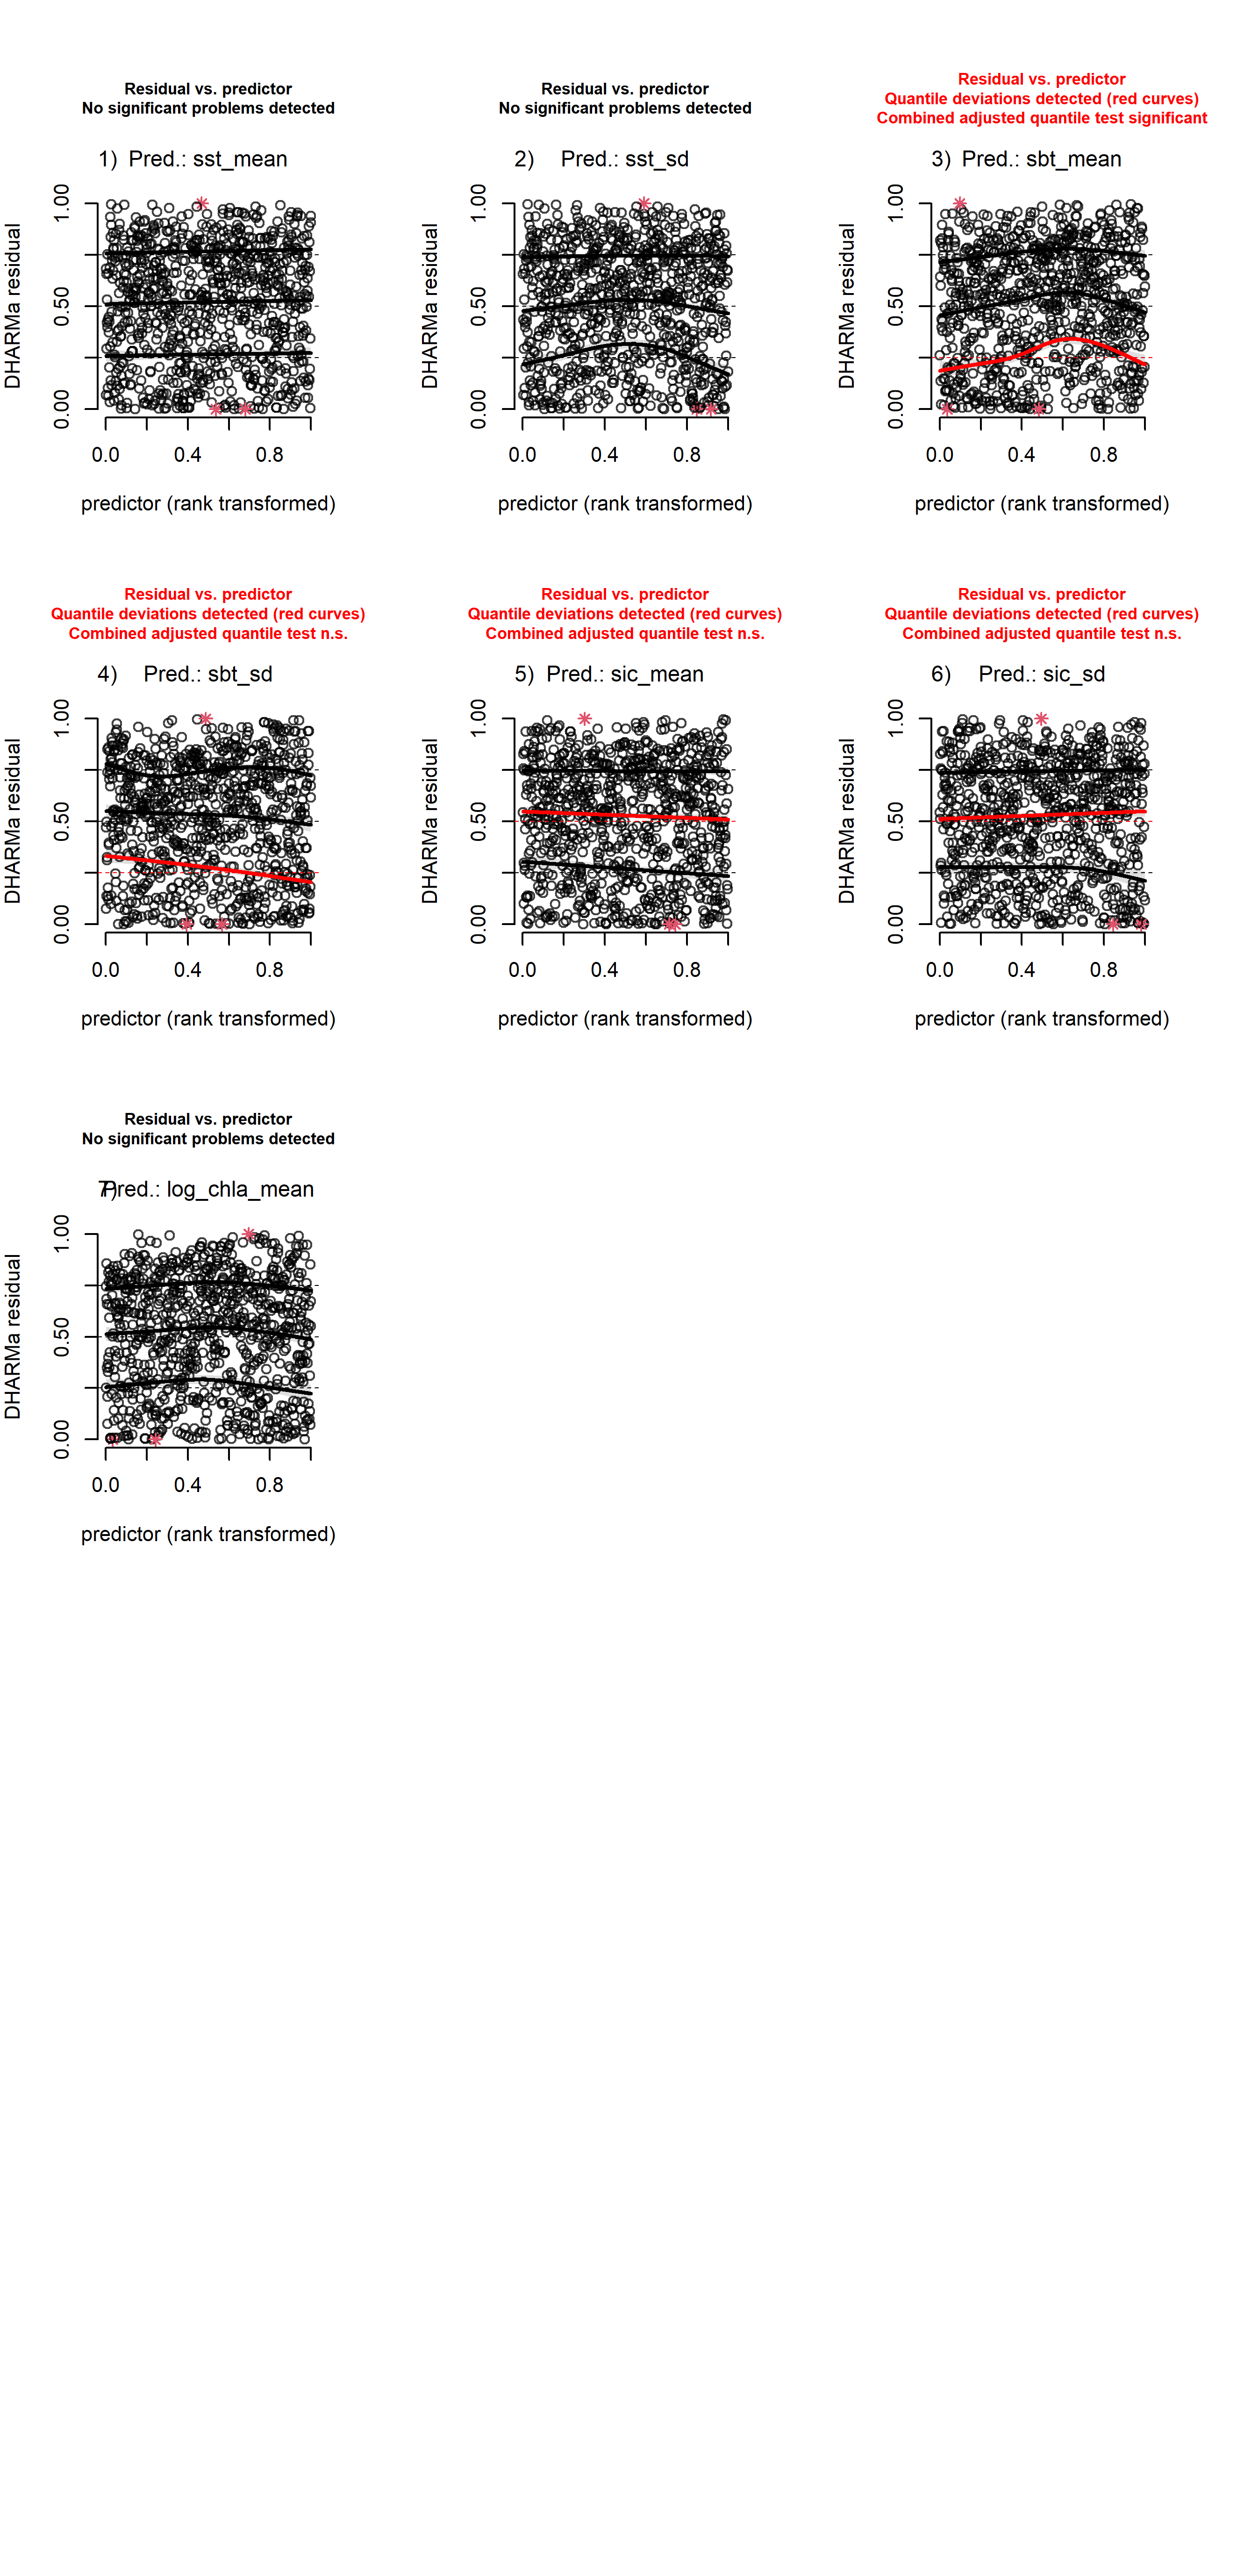 Residual vs. predictor
No significant problems detected
1) Pred.: sst_mean
1.00
0.50
0.00
DHARMa residual
0.0 0.4 0.8
predictor (rank transformed)
Residual vs. predictor
No significant problems detected
2) Pred.: sst_sd
1.00
0.50
0.00
DHARMa residual
0.0 0.4 0.8
predictor (rank transformed)
Residual vs. predictor
Quantile deviations detected (red curves)
Combined adjusted quantile test significant
3) Pred.: sbt_mean
1.00
0.50
0.00
DHARMa residual
0.0 0.4 0.8
predictor (rank transformed)
Residual vs. predictor
Quantile deviations detected (red curves)
Combined adjusted quantile test n.s.
4) Pred.: sbt_sd
1.00
0.50
0.00
DHARMa residual
0.0 0.4 0.8
predictor (rank transformed)
Residual vs. predictor
Quantile deviations detected (red curves)
Combined adjusted quantile test n.s.
5) Pred.: sic_mean
1.00
0.50
0.00
DHARMa residual
0.0 0.4 0.8
predictor (rank transformed)
Residual vs. predictor
Quantile deviations detected (red curves)
Combined adjusted quantile test n.s.
6) Pred.: sic_sd
1.00
0.50
0.00
DHARMa residual
0.0 0.4 0.8
predictor (rank transformed)
Residual vs. predictor
No significant problems detected
7) Pred.: log_chla_mean
1.00
0.50
0.00
DHARMa residual
0.0 0.4 0.8
predictor (rank transformed)